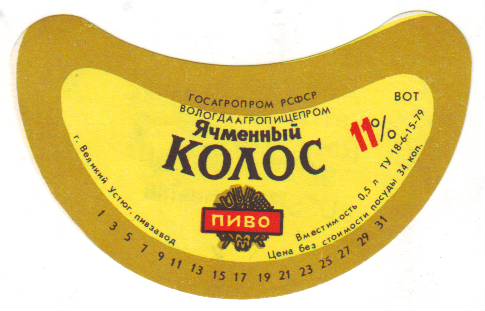 ГОСАГРОПРОМ РСФСР
ВОЛОГДААГРОПИЩЕПРОМ
ВОТ
Ячменный
КОЛОС
11%
ПИВО
г. Великий Устюг, пивзавод
Вместимость 0,5 л ТУ 18-6-15-79
Цена без стоимости посуды 34 коп.
1 3 5 7 9 11 13 15 17 19 21 23 25 27 29 31